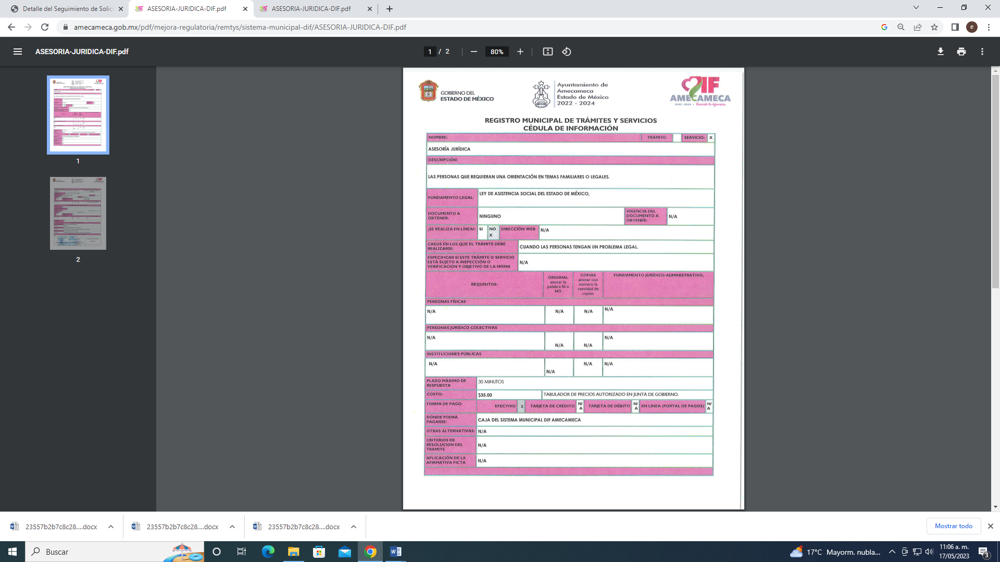 Detalle del Seguimiento de Solici
ASESORIA-JURIDICA-DIF.pdf
ASESORIA-JURIDICA-DIF.pdf
amecameca.gob.mx/pdf/mejora-regulatoria/remtys/sistema-municipal-dif/ASESORIA-JURIDICA-DIF.pdf
e
ASESORIA-JURIDICA-DIF.pdf
1 / 2
80%
1
2
GOBIERNO DEL
ESTADO DE MÉXICO
Ayuntamiento de
Amecameca
Estado de México
2022 - 2024
DIF
AMECAMECA
2022-2024 • Haciendo la diferencia
REGISTRO MUNICIPAL DE TRÁMITES Y SERVICIOS
CÉDULA DE INFORMACIÓN
NOMBRE: TRÁMITE: SERVICIO: X
ASESORÍA JURÍDICA
DESCRIPCIÓN:
LAS PERSONAS QUE REQUIERAN UNA ORIENTACIÓN EN TEMAS FAMILIARES O LEGALES.
FUNDAMENTO LEGAL: LEY DE ASISTENCIA SOCIAL DEL ESTADO DE MÉXICO,
DOCUMENTO A OBTENER: NINGUNO VIGENCIA DEL DOCUMENTO A OBTENER: N/A
¿SE REALIZA EN LÍNEA?: SI NO X DIRECCIÓN WEB N/A
CASOS EN LOS QUE EL TRÁMITE DEBE REALIZARSE: CUANDO LAS PERSONAS TENGAN UN PROBLEMA LEGAL.
ESPECIFICAR SI ESTE TRÁMITE O SERVICIO
ESTÁ SUJETO A INSPECCIÓN O
VERIFICACIÓN Y OBJETIVO DE LA MISMA
N/A
REQUISITOS:
ORIGINAL
anotar la
palabra SI o
NO
COPIAS
anotar con
número la
cantidad de
copias
FUNDAMENTO JURÍDICO-ADMINISTRATIVO,
PERSONAS FÍSICAS
N/A N/A N/A N/A
PERSONAS JURÍDICO COLECTIVAS
N/A N/A N/A N/A
INSTITUCIONES PÚBLICAS
N/A N/A N/A N/A
PLAZO MÁXIMO DE RESPUESTA 30 MINUTOS
COSTO: $35.00 TABULADOR DE PRECIOS AUTORIZADO EN JUNTA DE GOBIERNO.
FORMA DE PAGO: EFECTIVO X TARJETA DE CRÉDITO N/A TARJETA DE DÉBITO N/A EN LÍNEA (PORTAL DE PAGOS) N/A
DÓNDE PODRÁ PAGARSE: CAJA DEL SISTEMA MUNICIPAL DIF AMECAMECA
OTRAS ALTERNATIVAS: N/A
CRITERIOS DE RESOLUCION DEL TRAMITE N/A
APLICACIÓN DE LA AFIRMATIVA FICTA N/A
23557b2b7c8c28....docx
23557b2b7c8c28....docx
23557b2b7c8c28....docx
Mostrar todo
Buscar
17°C Mayorm. nubla...
11:06 a. m.
17/05/2023
3